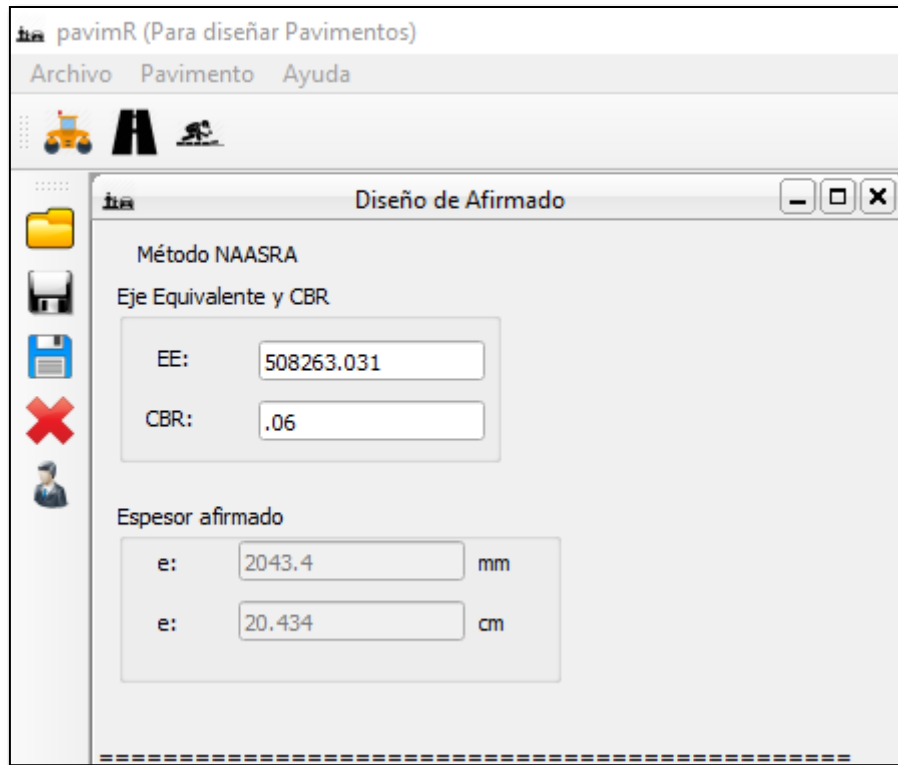 pavimR (Para diseñar Pavimentos)
Archivo Pavimento Ayuda
Diseño de Afirmado
Método NAASRA
Eje Equivalente y CBR
EE: 508263.031
CBR: .06
Espesor afirmado
e: 2043.4 mm
e: 20.434 cm
===============================================